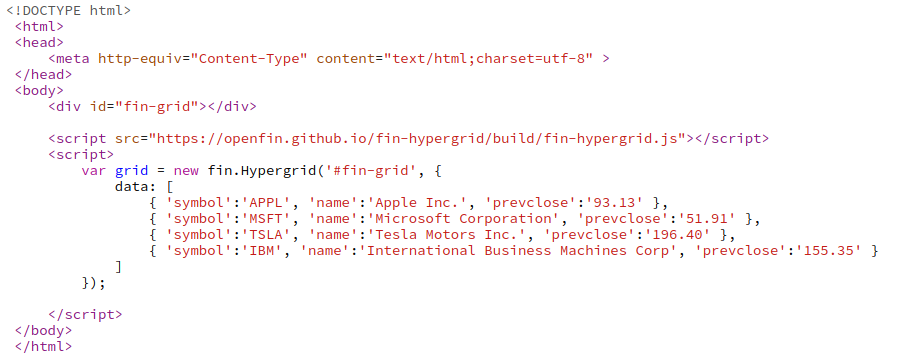 <!DOCTYPE html>
<html>
<head>
    <meta http-equiv="Content-Type" content="text/html;charset=utf-8" >
</head>
<body>
    <div id="fin-grid"></div>

    <script src="https://openfin.github.io/fin-hypergrid/build/fin-hypergrid.js"></script>
    <script>
        var grid = new fin.Hypergrid('#fin-grid', {
            data: [
                { 'symbol':'APPL', 'name':'Apple Inc.', 'prevclose':'93.13' },
                { 'symbol':'MSFT', 'name':'Microsoft Corporation', 'prevclose':'51.91' },
                { 'symbol':'TSLA', 'name':'Tesla Motors Inc.', 'prevclose':'196.40' },
                { 'symbol':'IBM', 'name':'International Business Machines Corp', 'prevclose':'155.35' }
            ]
        });

    </script>
</body>
</html>